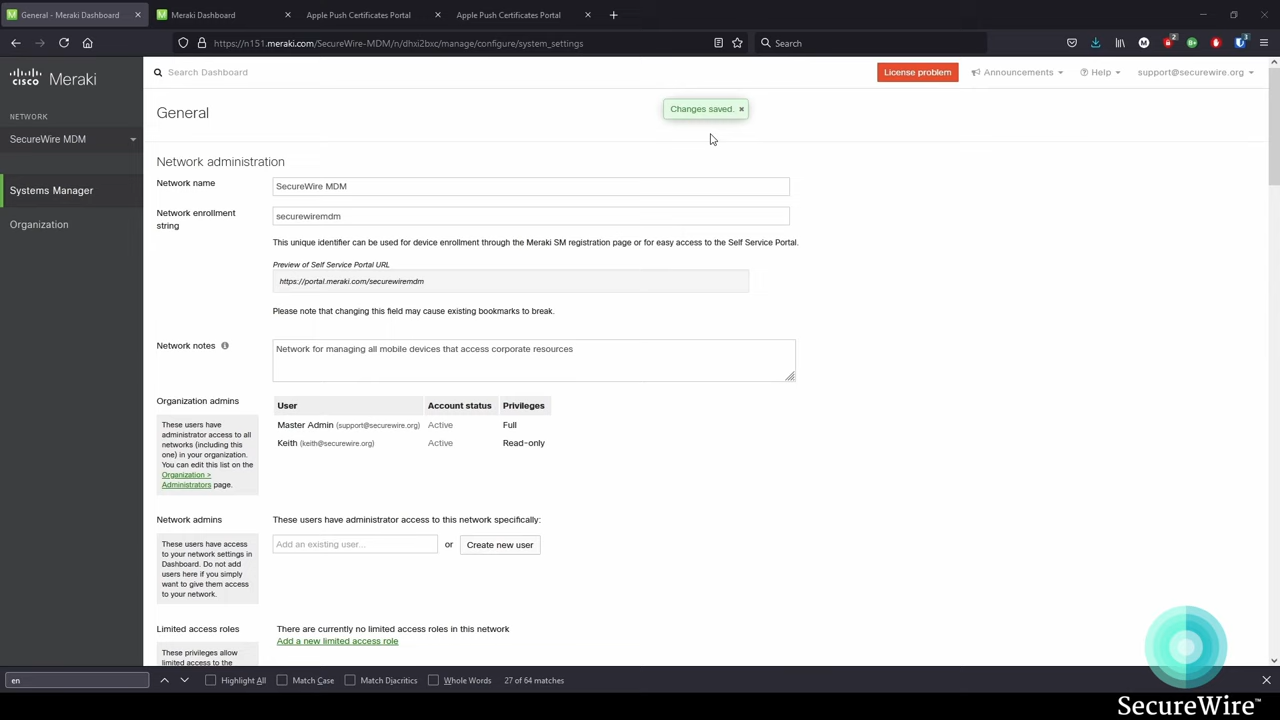 General - Meraki Dashboard
Meraki Dashboard
Apple Push Certificates Portal
Apple Push Certificates Portal
https://n151.meraki.com/SecureWire-MDM/n/dhxi2bxc/manage/configure/system_settings
Search
CISCO Meraki
Search Dashboard
License problem
Announcements
Help
support@securewire.org
NETWORK
SecureWire MDM
Systems Manager
Organization
General
Changes saved. ×
Network administration
Network name
SecureWire MDM
Network enrollment
string
securewiremdm
This unique identifier can be used for device enrollment through the Meraki SM registration page or for easy access to the Self Service Portal.
Preview of Self Service Portal URL
https://portal.meraki.com/securewiremdm
Please note that changing this field may cause existing bookmarks to break.
Network notes
Network for managing all mobile devices that access corporate resources
Organization admins
These users have
administrator access to all
networks (including this
one) in your organization.
You can edit this list on the
Organization >
Administrators page.
User Account status Privileges
Master Admin (support@securewire.org) Active Full
Keith (keith@securewire.org) Active Read-only
Network admins
These users have access
to your network settings in
Dashboard. Do not add
users here if you simply
want to give them access
to your network.
These users have administrator access to this network specifically:
Add an existing user...
or
Create new user
Limited access roles
These privileges allow
limited access to the
There are currently no limited access roles in this network
Add a new limited access role
en
Highlight All
Match Case
Match Diacritics
Whole Words
27 of 64 matches
SecureWire